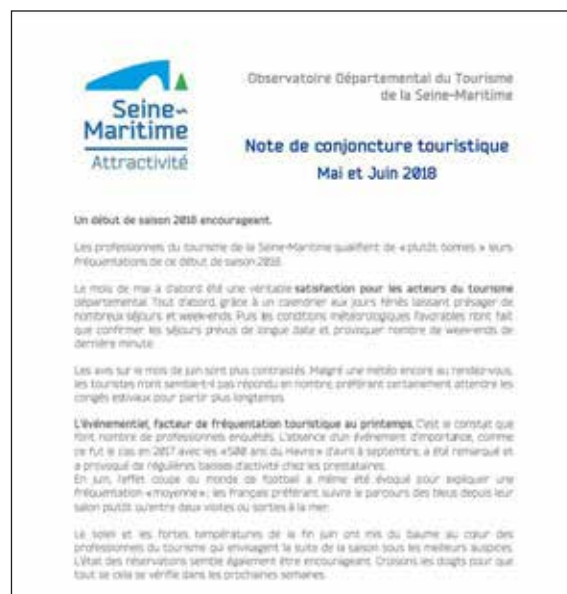 Seine-
Maritime
Attractivité
Observatoire Départemental du Tourisme
de la Seine-Maritime
Note de conjoncture touristique
Mai et Juin 2018
Un début de saison 2018 encourageant.
Les professionnels du tourisme de la Seine-Maritime qualifient de « plutôt bonnes » leurs
fréquentations de ce début de saison 2018.
Le mois de mai a d'abord été une véritable satisfaction pour les acteurs du tourisme
départemental. Tout d'abord, grâce à un calendrier aux jours fériés laissant présager de
nombreux séjours et week-ends. Puis les conditions météorologiques favorables n'ont fait
que confirmer les séjours prévus de longue date et provoquer nombre de week-ends de
dernière minute.
Les avis sur le mois de juin sont plus contrastés. Malgré une météo encore au rendez-vous,
les touristes n'ont semble-t-il pas répondu en nombre, préférant certainement attendre les
congés estivaux pour partir plus longtemps.
L'événementiel, facteur de fréquentation touristique au printemps. C'est le constat que
font nombre de professionnels enquêtés. L'absence d'un événement d'importance, comme
ce fut le cas en 2017 avec les « 500 ans du Havre » d'avril à septembre, a été remarqué et
a provoqué de régulières baisses d'activité chez les prestataires.
En juin, l'effet coupe du monde de football a même été évoqué pour expliquer une
fréquentation « moyenne » ; les français préférant suivre le parcours des bleus depuis leur
salon plutôt qu'entre deux visites ou sorties à la mer.
Le soleil et les fortes températures de la fin juin ont mis du baume au cœur des
professionnels du tourisme qui envisagent la suite de la saison sous les meilleurs auspices.
L'état des réservations semble également être encourageant. Croisons les doigts pour que
tout se cela se vérifie dans les prochaines semaines.